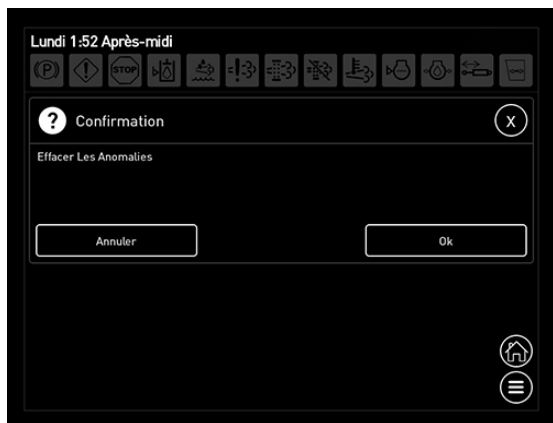 Lundi 1:52 Après-midi
(P) STOP
? Confirmation X
Effacer Les Anomalies
Annuler Ok